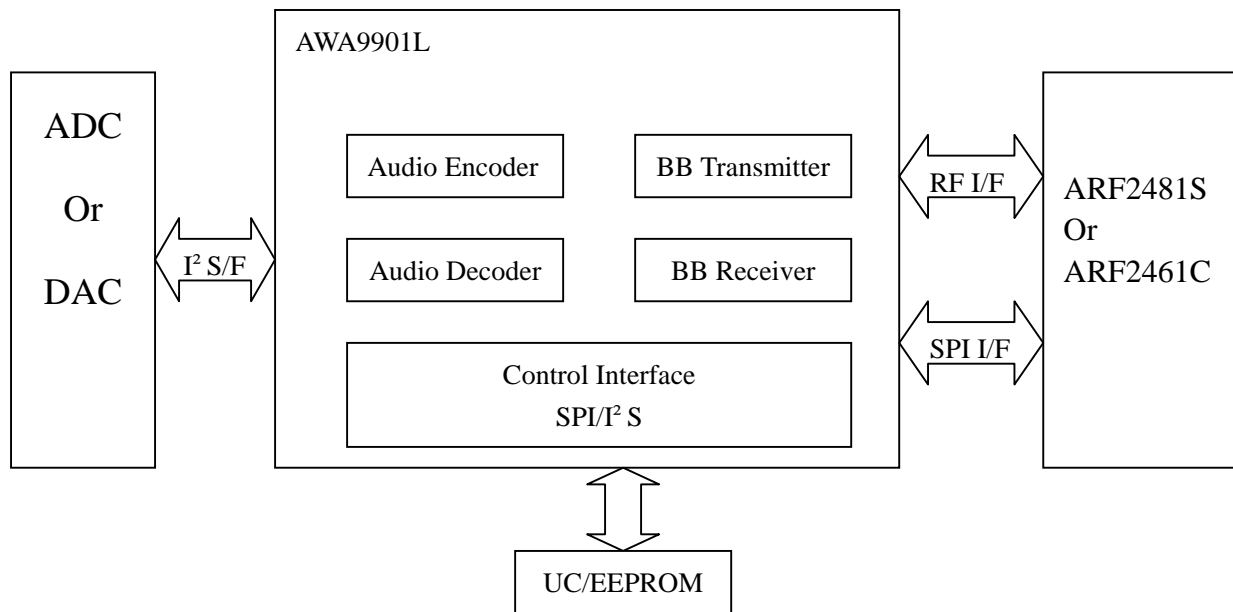 AWA9901L
ADC
Or
DAC
I² S/F
Audio Encoder
BB Transmitter
Audio Decoder
BB Receiver
Control Interface
SPI/I² S
RF I/F
SPI I/F
ARF2481S
Or
ARF2461C
UC/EEPROM